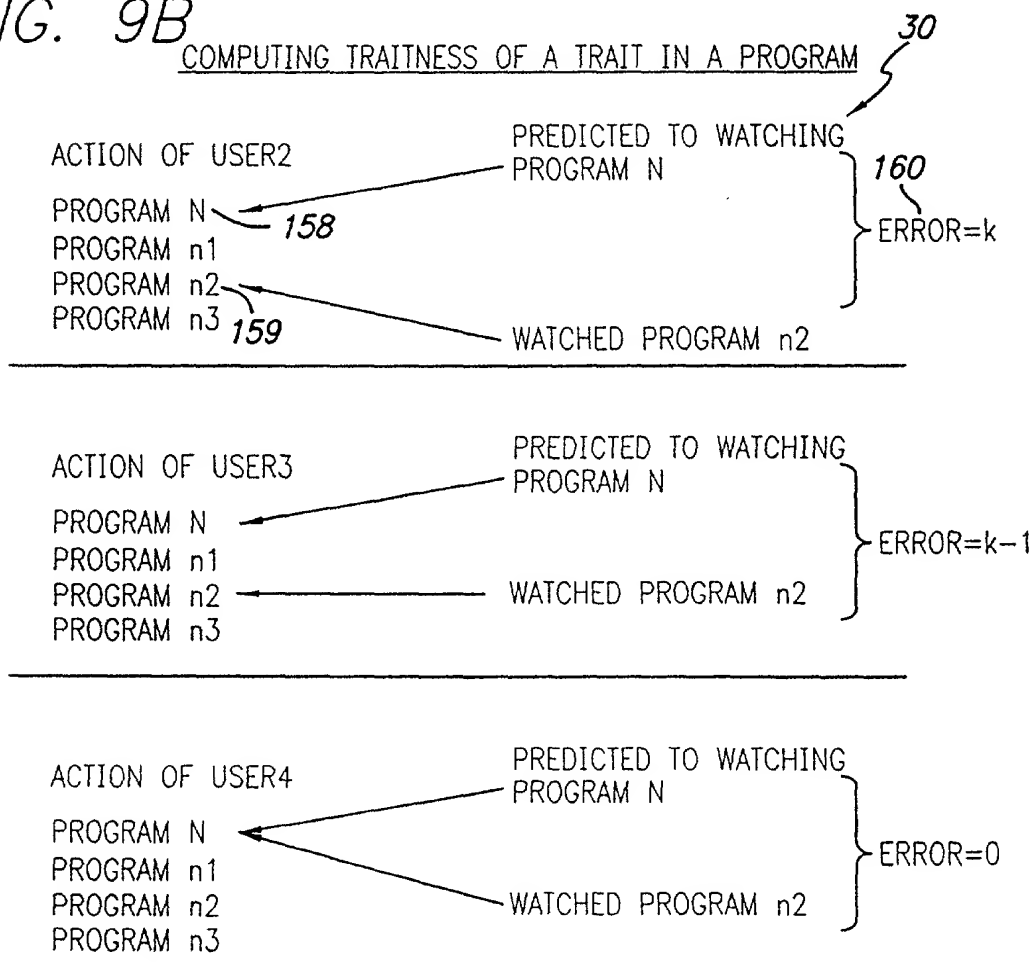 FIG. 9B
COMPUTING TRAITNESS OF A TRAIT IN A PROGRAM
30
ACTION OF USER2
PREDICTED TO WATCHING
PROGRAM N
160
PROGRAM N
158
ERROR=k
PROGRAM n1
PROGRAM n2
PROGRAM n3
159
WATCHED PROGRAM n2
ACTION OF USER3
PREDICTED TO WATCHING
PROGRAM N
PROGRAM N
PROGRAM n1
ERROR=k-1
PROGRAM n2
WATCHED PROGRAM n2
PROGRAM n3
ACTION OF USER4
PREDICTED TO WATCHING
PROGRAM N
PROGRAM N
PROGRAM n1
ERROR=0
PROGRAM n2
WATCHED PROGRAM n2
PROGRAM n3